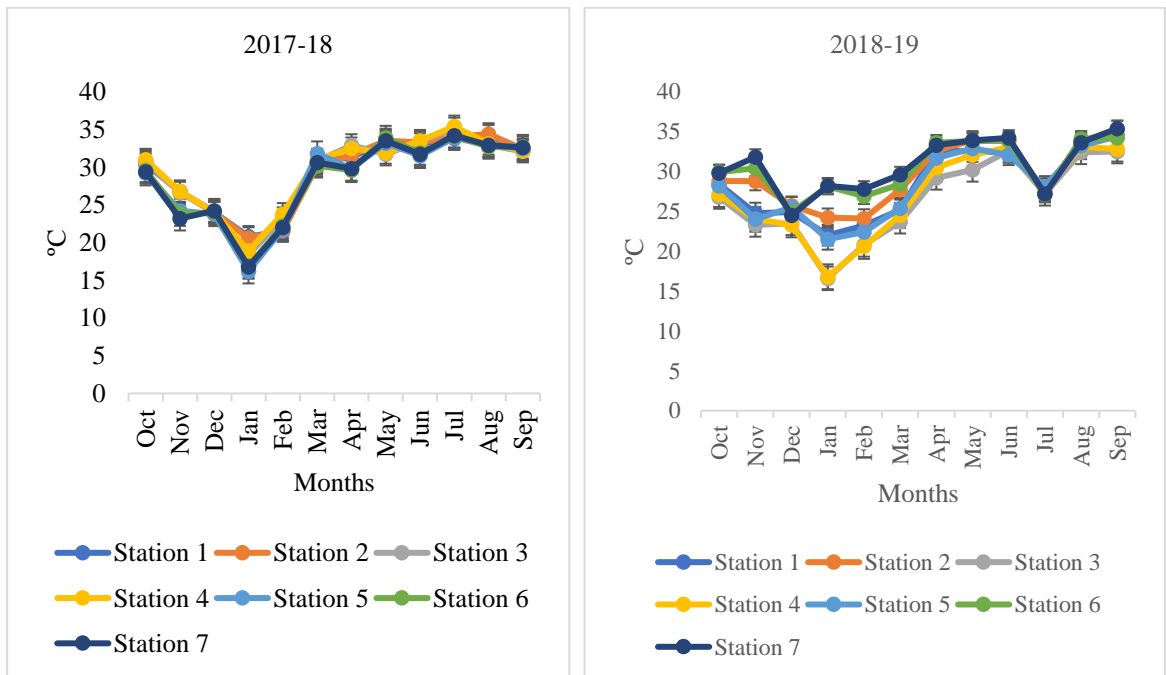 2017-18
40
35
30
25
20
15
10
5
0
ºC
Oct
Nov
Dec
Jan
Feb
Mar
Apr
May
Jun
Jul
Aug
Sep
Months
Station 1 Station 2 Station 3
Station 4 Station 5 Station 6
Station 7
2018-19
40
35
30
25
20
15
10
5
0
ºC
Oct
Nov
Dec
Jan
Feb
Mar
Apr
May
Jun
Jul
Aug
Sep
Months
Station 1 Station 2 Station 3
Station 4 Station 5 Station 6
Station 7